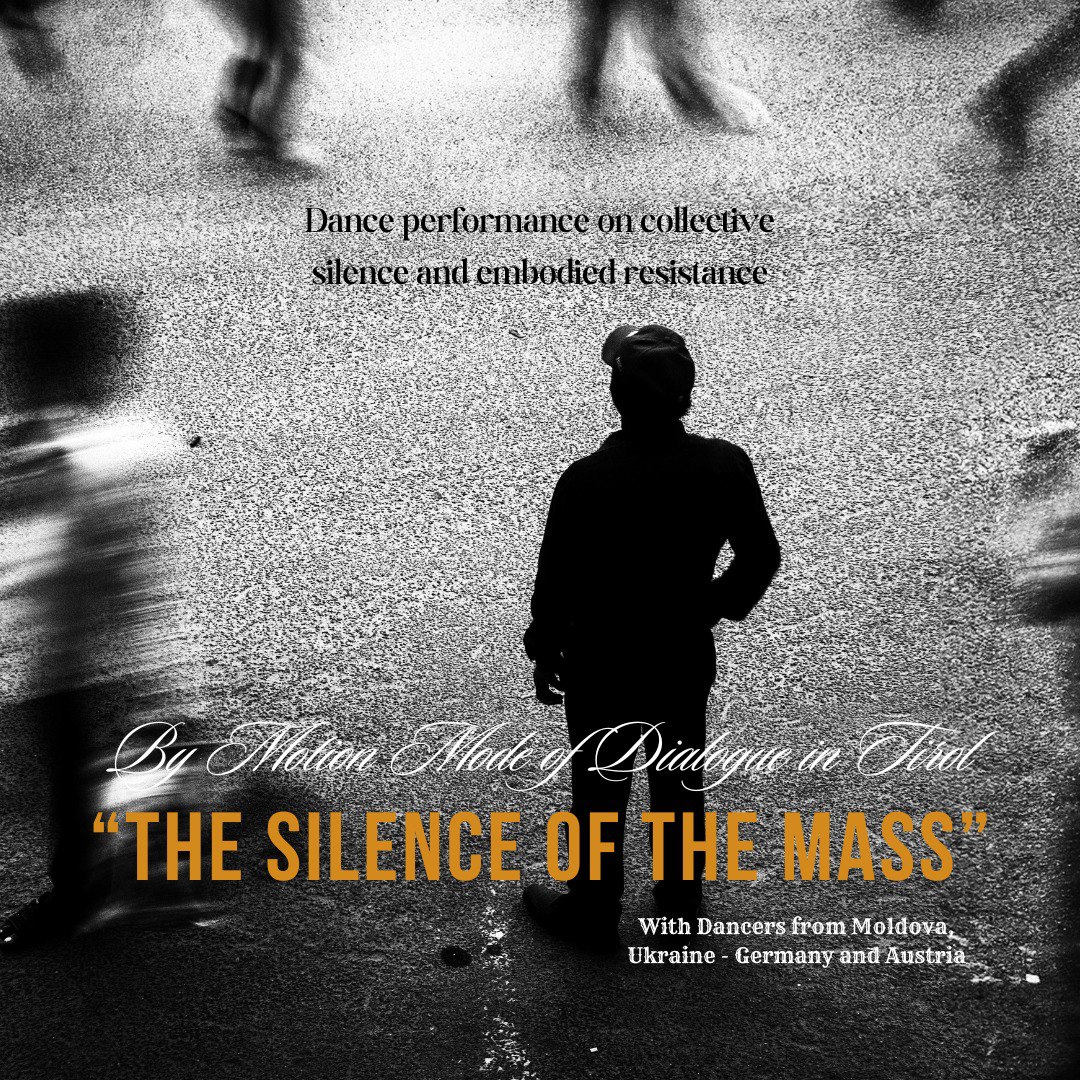 Dance performance on collective
silence and embodied resistance
By Motion Mode of Dialogue in Tirol
“THE SILENCE OF THE MASS”
With Dancers from Moldova,
Ukraine - Germany and Austria